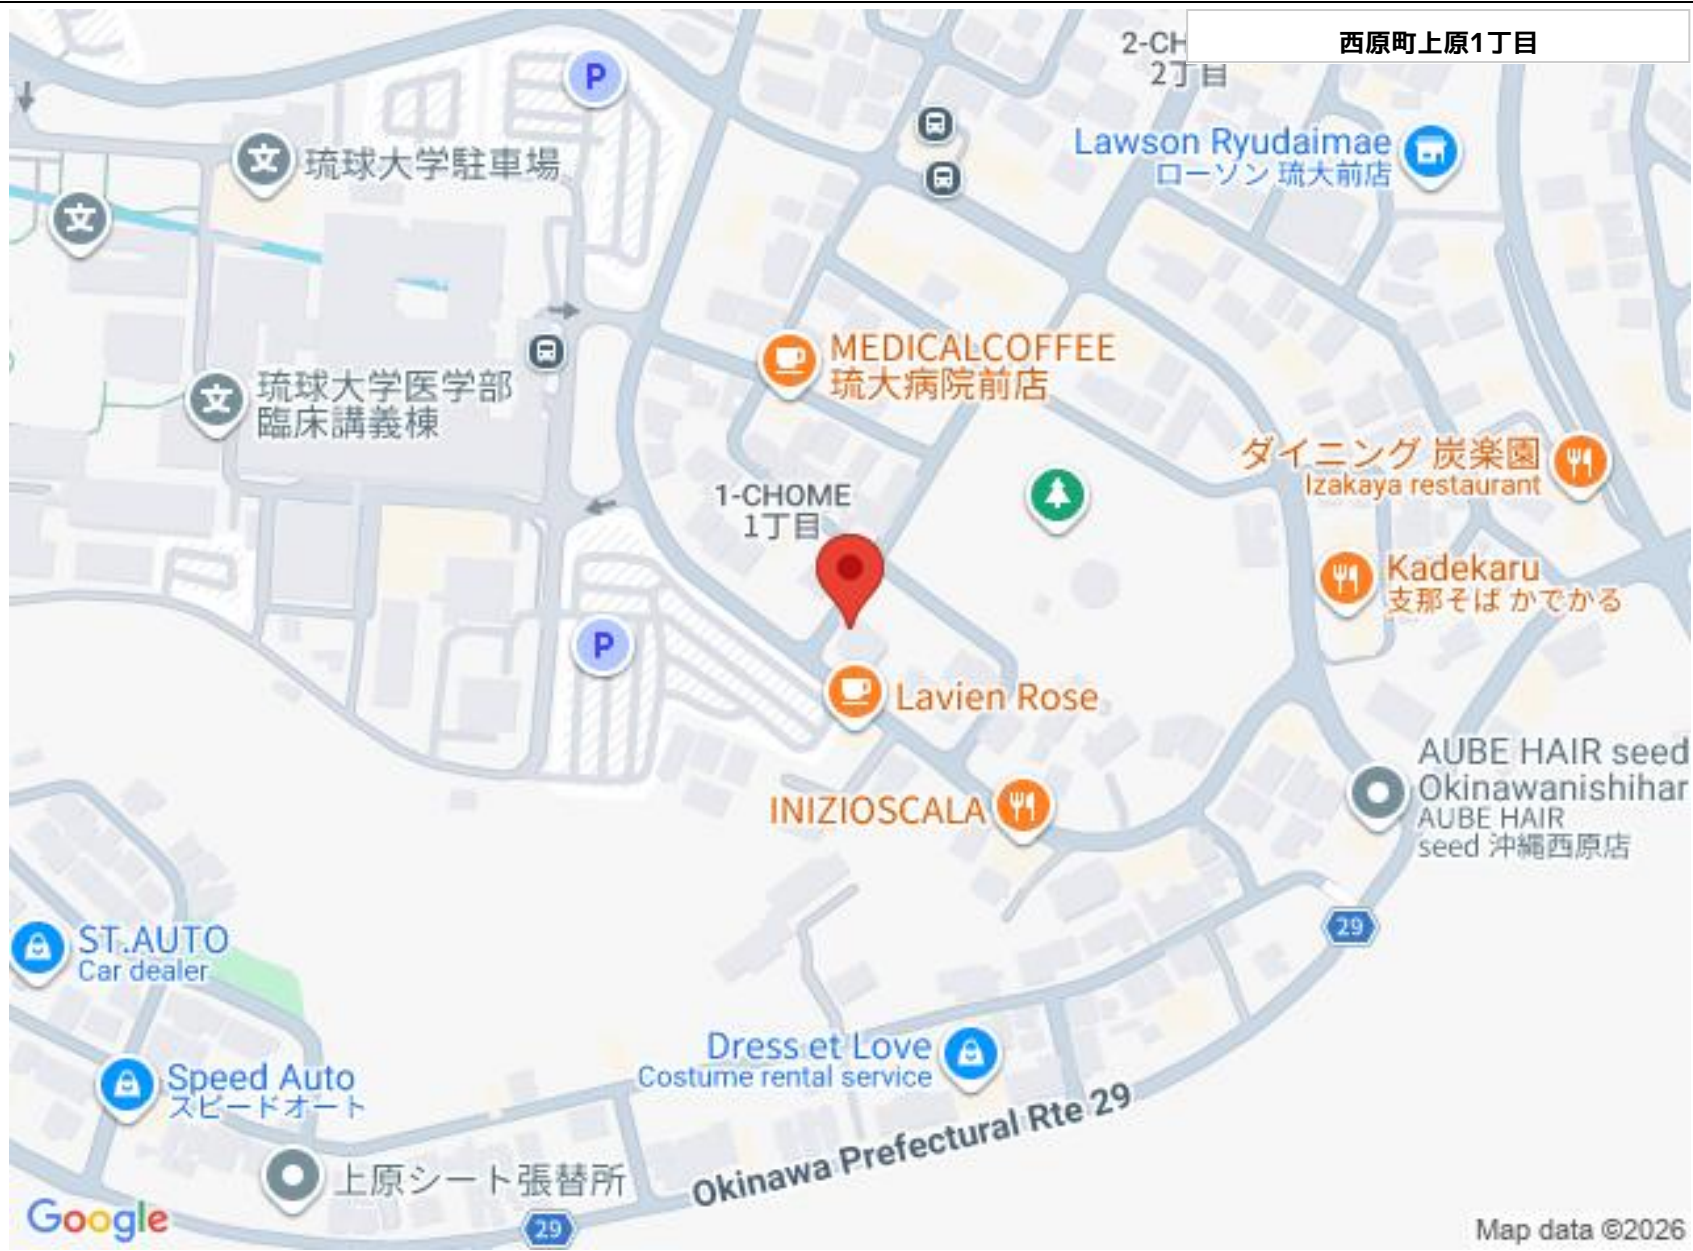 西原町上原1丁目
2丁目
P
Lawson Ryudaimae
ローソン 琉大前店
琉球大学駐車場
文
文
MEDICALCOFFEE
琉大病院前店
文
琉球大学医学部
臨床講義棟
ダイニング 炭楽園
Izakaya restaurant
1-CHOME
1丁目
Kadekaru
支那そば かでかる
P
Lavien Rose
AUBE HAIR seed
Okinawanishihar
AUBE HAIR
seed 沖縄西原店
INIZIOSCALA
29
ST.AUTO
Car dealer
Dress et Love
Costume rental service
Speed Auto
スピードオート
Okinawa Prefectural Rte 29
上原シート張替所
29
Google
Map data ©2026